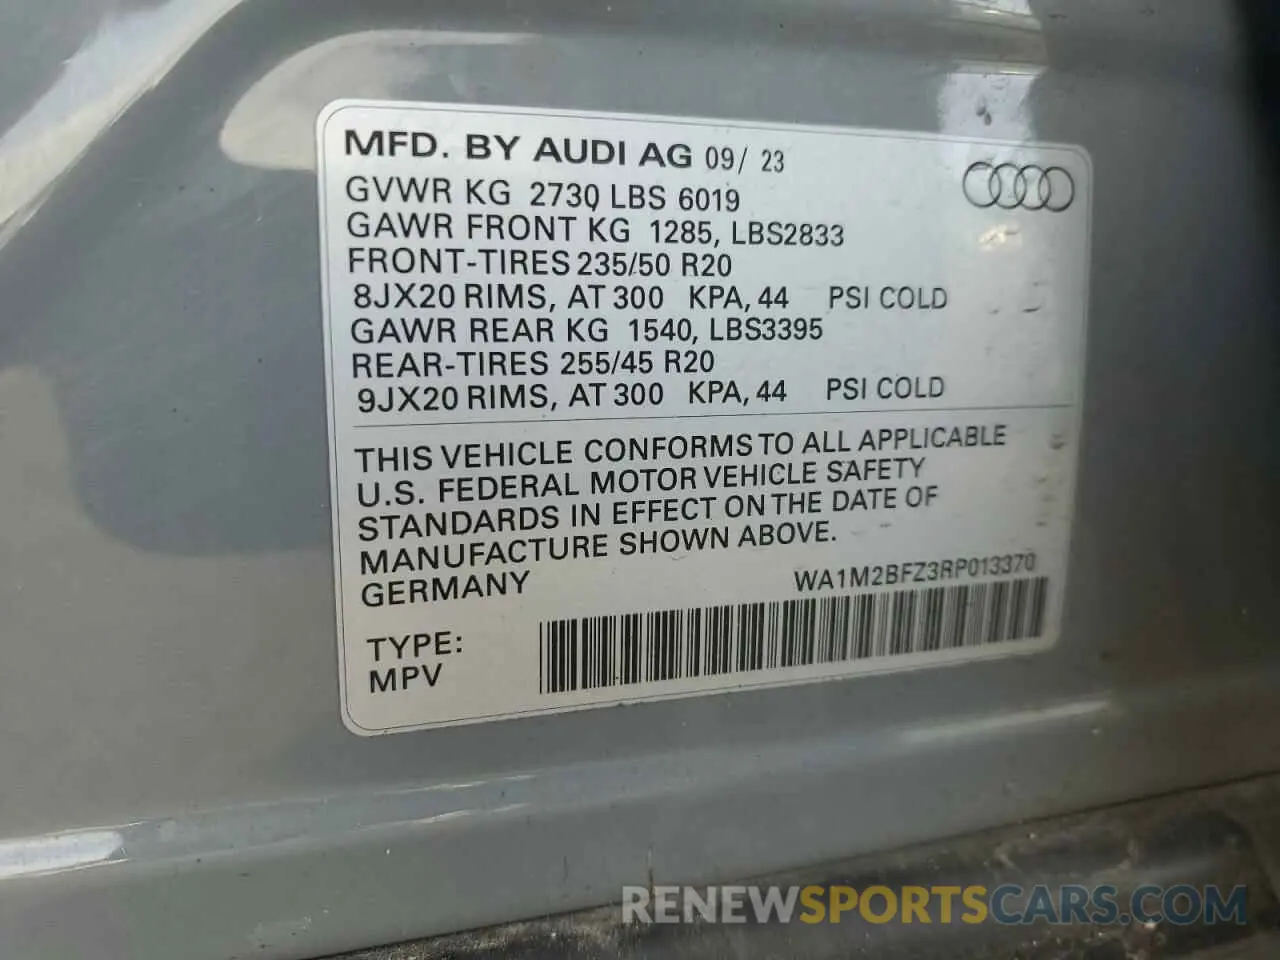 MFD. BY AUDI AG 09/ 23
GVWR KG 2730 LBS 6019
GAWR FRONT KG 1285, LBS2833
FRONT-TIRES 235/50 R20
8JX20 RIMS, AT 300 KPA, 44 PSI COLD
GAWR REAR KG 1540, LBS3395
REAR-TIRES 255/45 R20
9JX20 RIMS, AT 300 KPA, 44 PSI COLD
THIS VEHICLE CONFORMS TO ALL APPLICABLE
U.S. FEDERAL MOTOR VEHICLE SAFETY
STANDARDS IN EFFECT ON THE DATE OF
MANUFACTURE SHOWN ABOVE.
GERMANY
WA1M2BFZ3RP013370
TYPE:
MPV
RENEWSPORTSCARS.COM